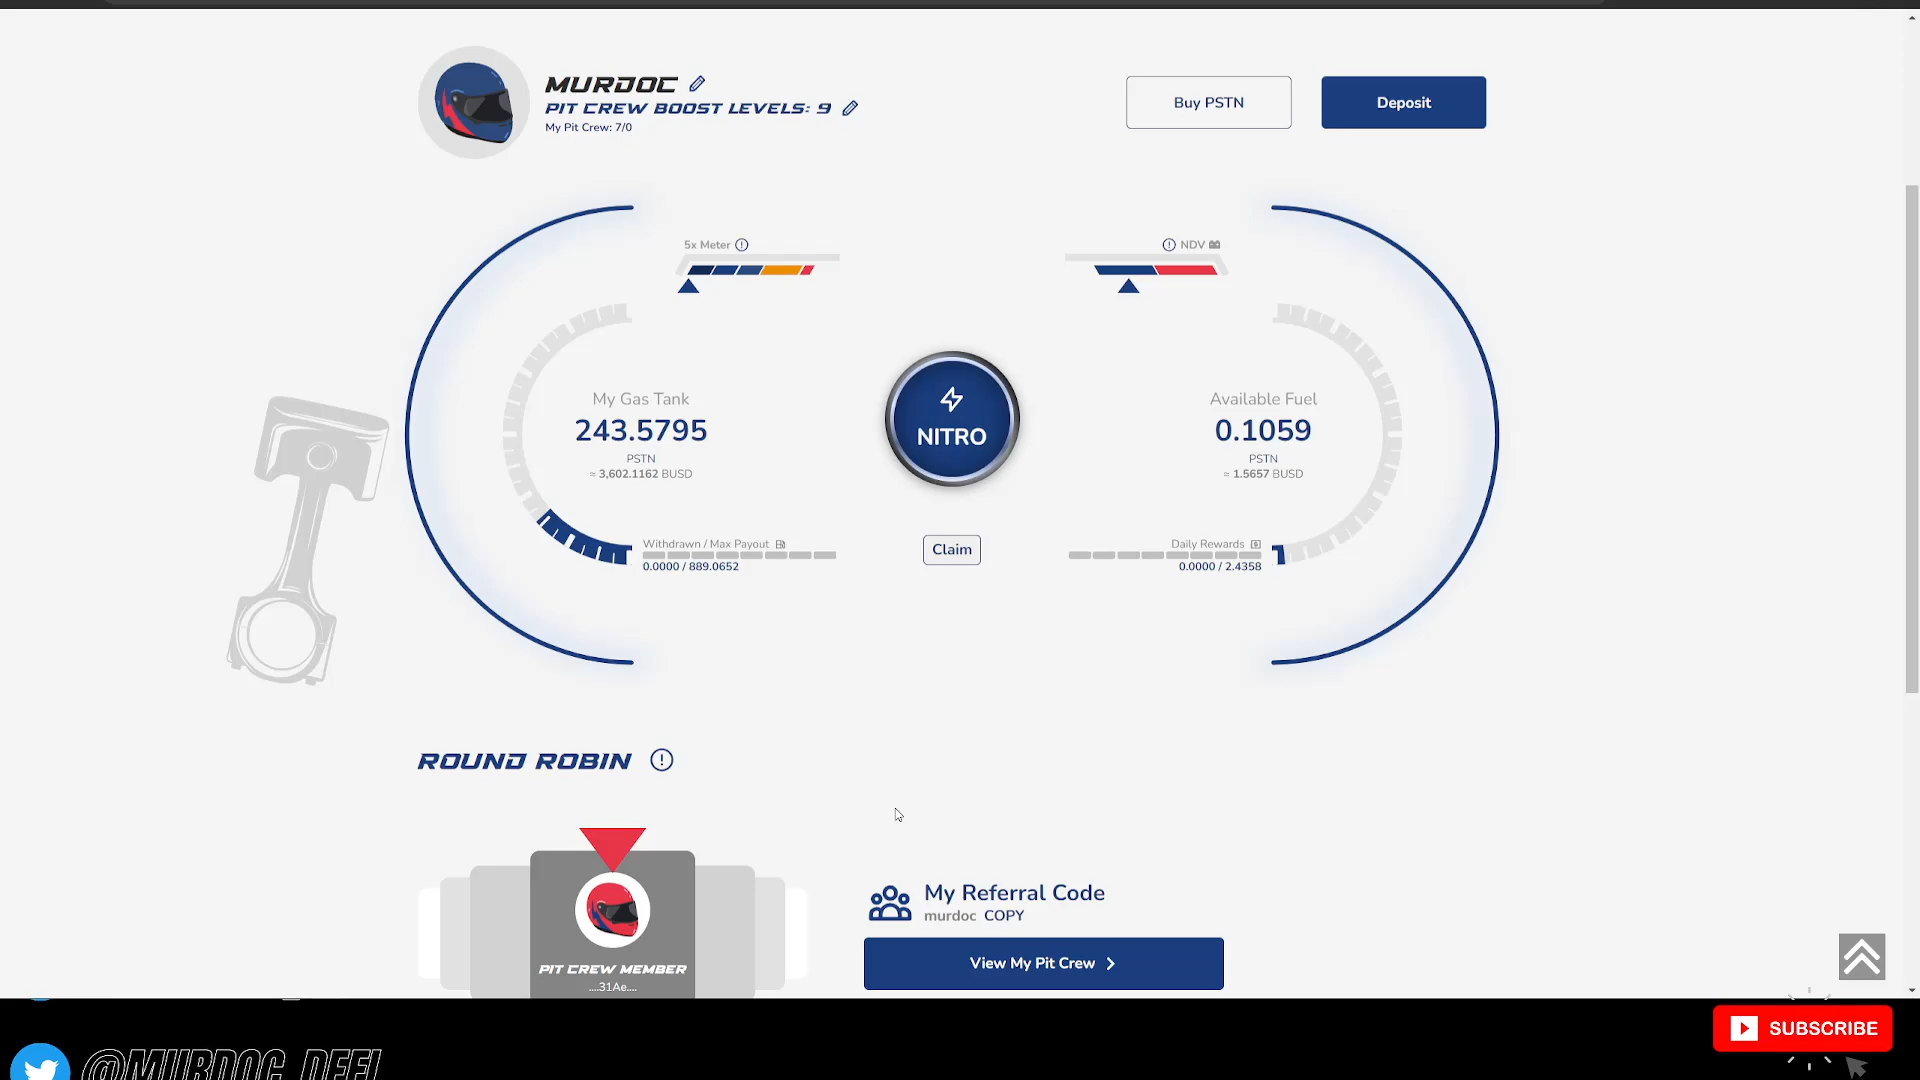 MURDOC
PIT CREW BOOST LEVELS: 9
My Pit Crew: 7/0
Buy PSTN
Deposit
5x Meter
NDV
My Gas Tank
243.5795
PSTN
≈ 3,602.1162 BUSD
NITRO
Available Fuel
0.1059
PSTN
≈ 1.5657 BUSD
Withdrawn / Max Payout
0.0000 / 889.0652
Claim
Daily Rewards
0.0000 / 2.4358
ROUND ROBIN
PIT CREW MEMBER
....31Ae....
My Referral Code
murdoc COPY
View My Pit Crew
SUBSCRIBE
@MURDOC_DEFI